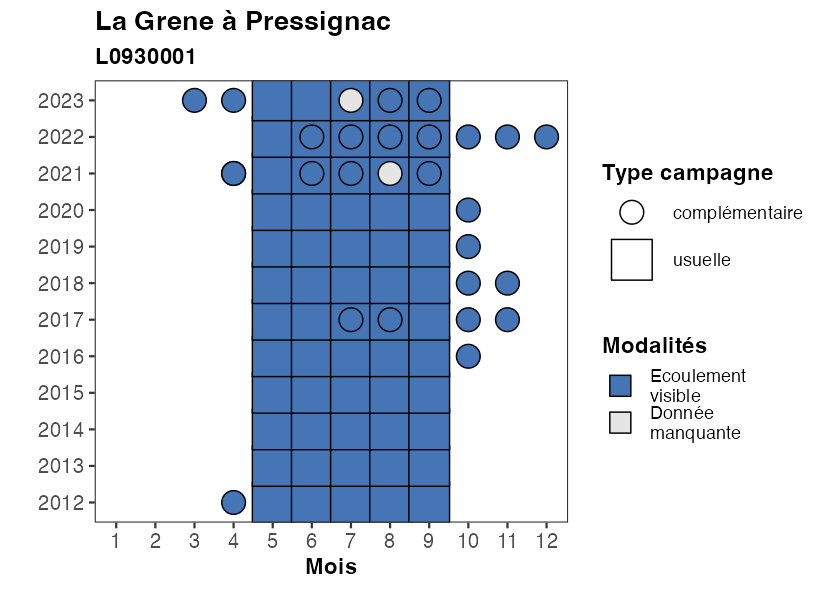 La Grene à Pressignac
L0930001
2023
2022
2021
2020
2019
2018
2017
2016
2015
2014
2013
2012
1 2 3 4 5 6 7 8 9 10 11 12
Mois
Type campagne
complémentaire
usuelle
Modalités
Ecoulement
visible
Donnée
manquante